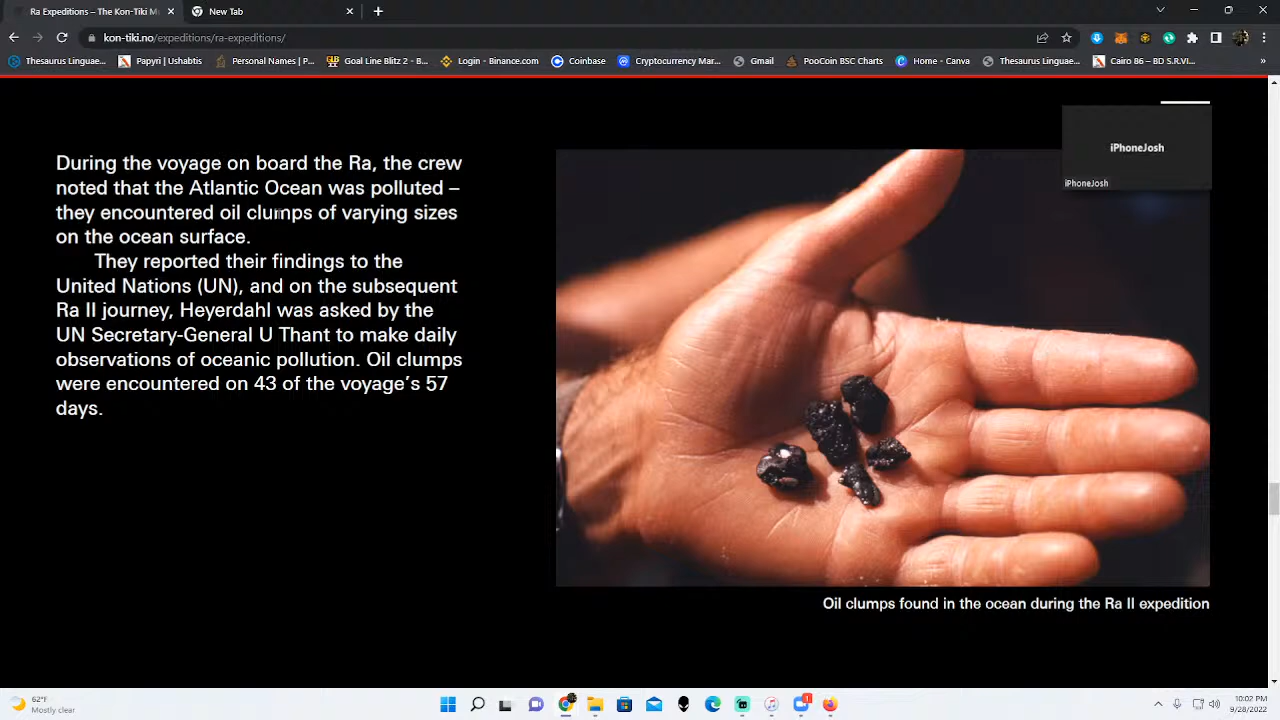 Ra Expeditions - The Kon-Tiki M
New Tab
kon-tiki.no/expeditions/ra-expeditions/
Thesaurus Linguae...
Papyri | Ushabtis
Personal Names | P...
Goal Line Blitz 2 - B...
Login - Binance.com
Coinbase
Cryptocurrency Mar...
Gmail
PooCoin BSC Charts
Home - Canva
Thesaurus Linguae...
Cairo 86 – BD S.R.V/...
»
iPhoneJosh
iPhoneJosh
During the voyage on board the Ra, the crew
noted that the Atlantic Ocean was polluted –
they encountered oil clumps of varying sizes
on the ocean surface.
They reported their findings to the
United Nations (UN), and on the subsequent
Ra II journey, Heyerdahl was asked by the
UN Secretary-General U Thant to make daily
observations of oceanic pollution. Oil clumps
were encountered on 43 of the voyage's 57
days.
Oil clumps found in the ocean during the Ra II expedition
62°F
Mostly clear
10:02 PM
9/28/2022